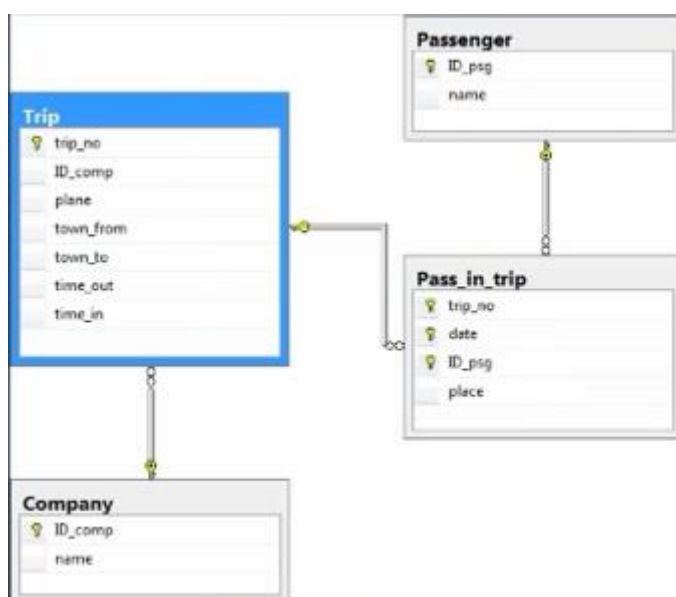 Passenger
ID_psg
name
Trip
trip_no
ID_comp
plane
town_from
town_to
time_out
time_in
Pass_in_trip
trip_no
date
ID_psg
place
Company
ID_comp
name